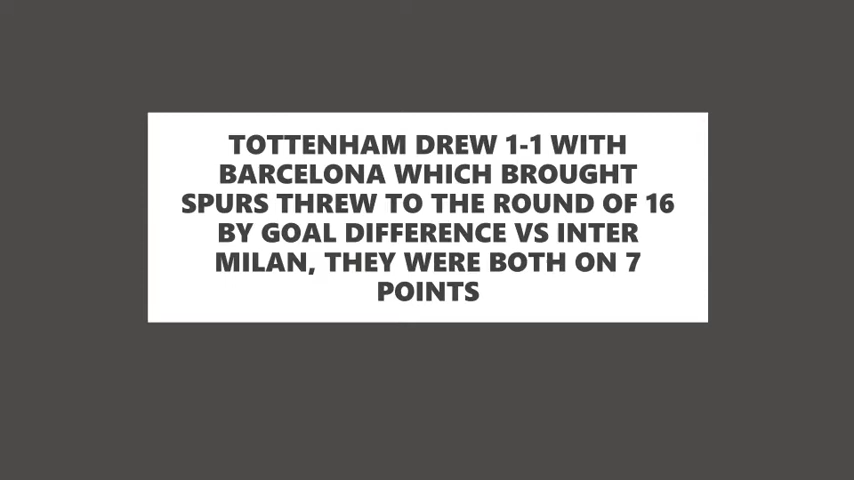 TOTTENHAM DREW 1-1 WITH
BARCELONA WHICH BROUGHT
SPURS THREW TO THE ROUND OF 16
BY GOAL DIFFERENCE VS INTER
MILAN, THEY WERE BOTH ON 7
POINTS